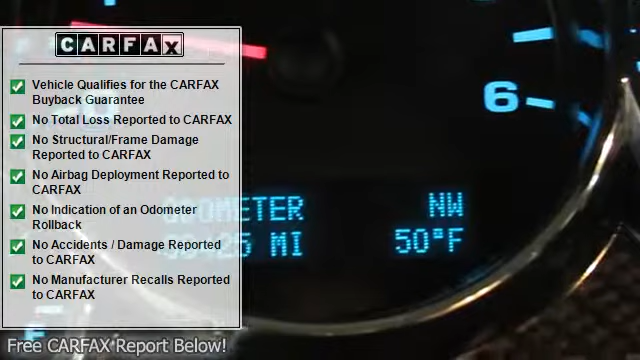 CARFAX
Vehicle Qualifies for the CARFAX
Buyback Guarantee
No Total Loss Reported to CARFAX
No Structural/Frame Damage
Reported to CARFAX
No Airbag Deployment Reported to
CARFAX
No Indication of an Odometer
Rollback
No Accidents / Damage Reported
to CARFAX
No Manufacturer Recalls Reported
to CARFAX
6
ODOMETER NW
MI 50°F
F
Free CARFAX Report Below!